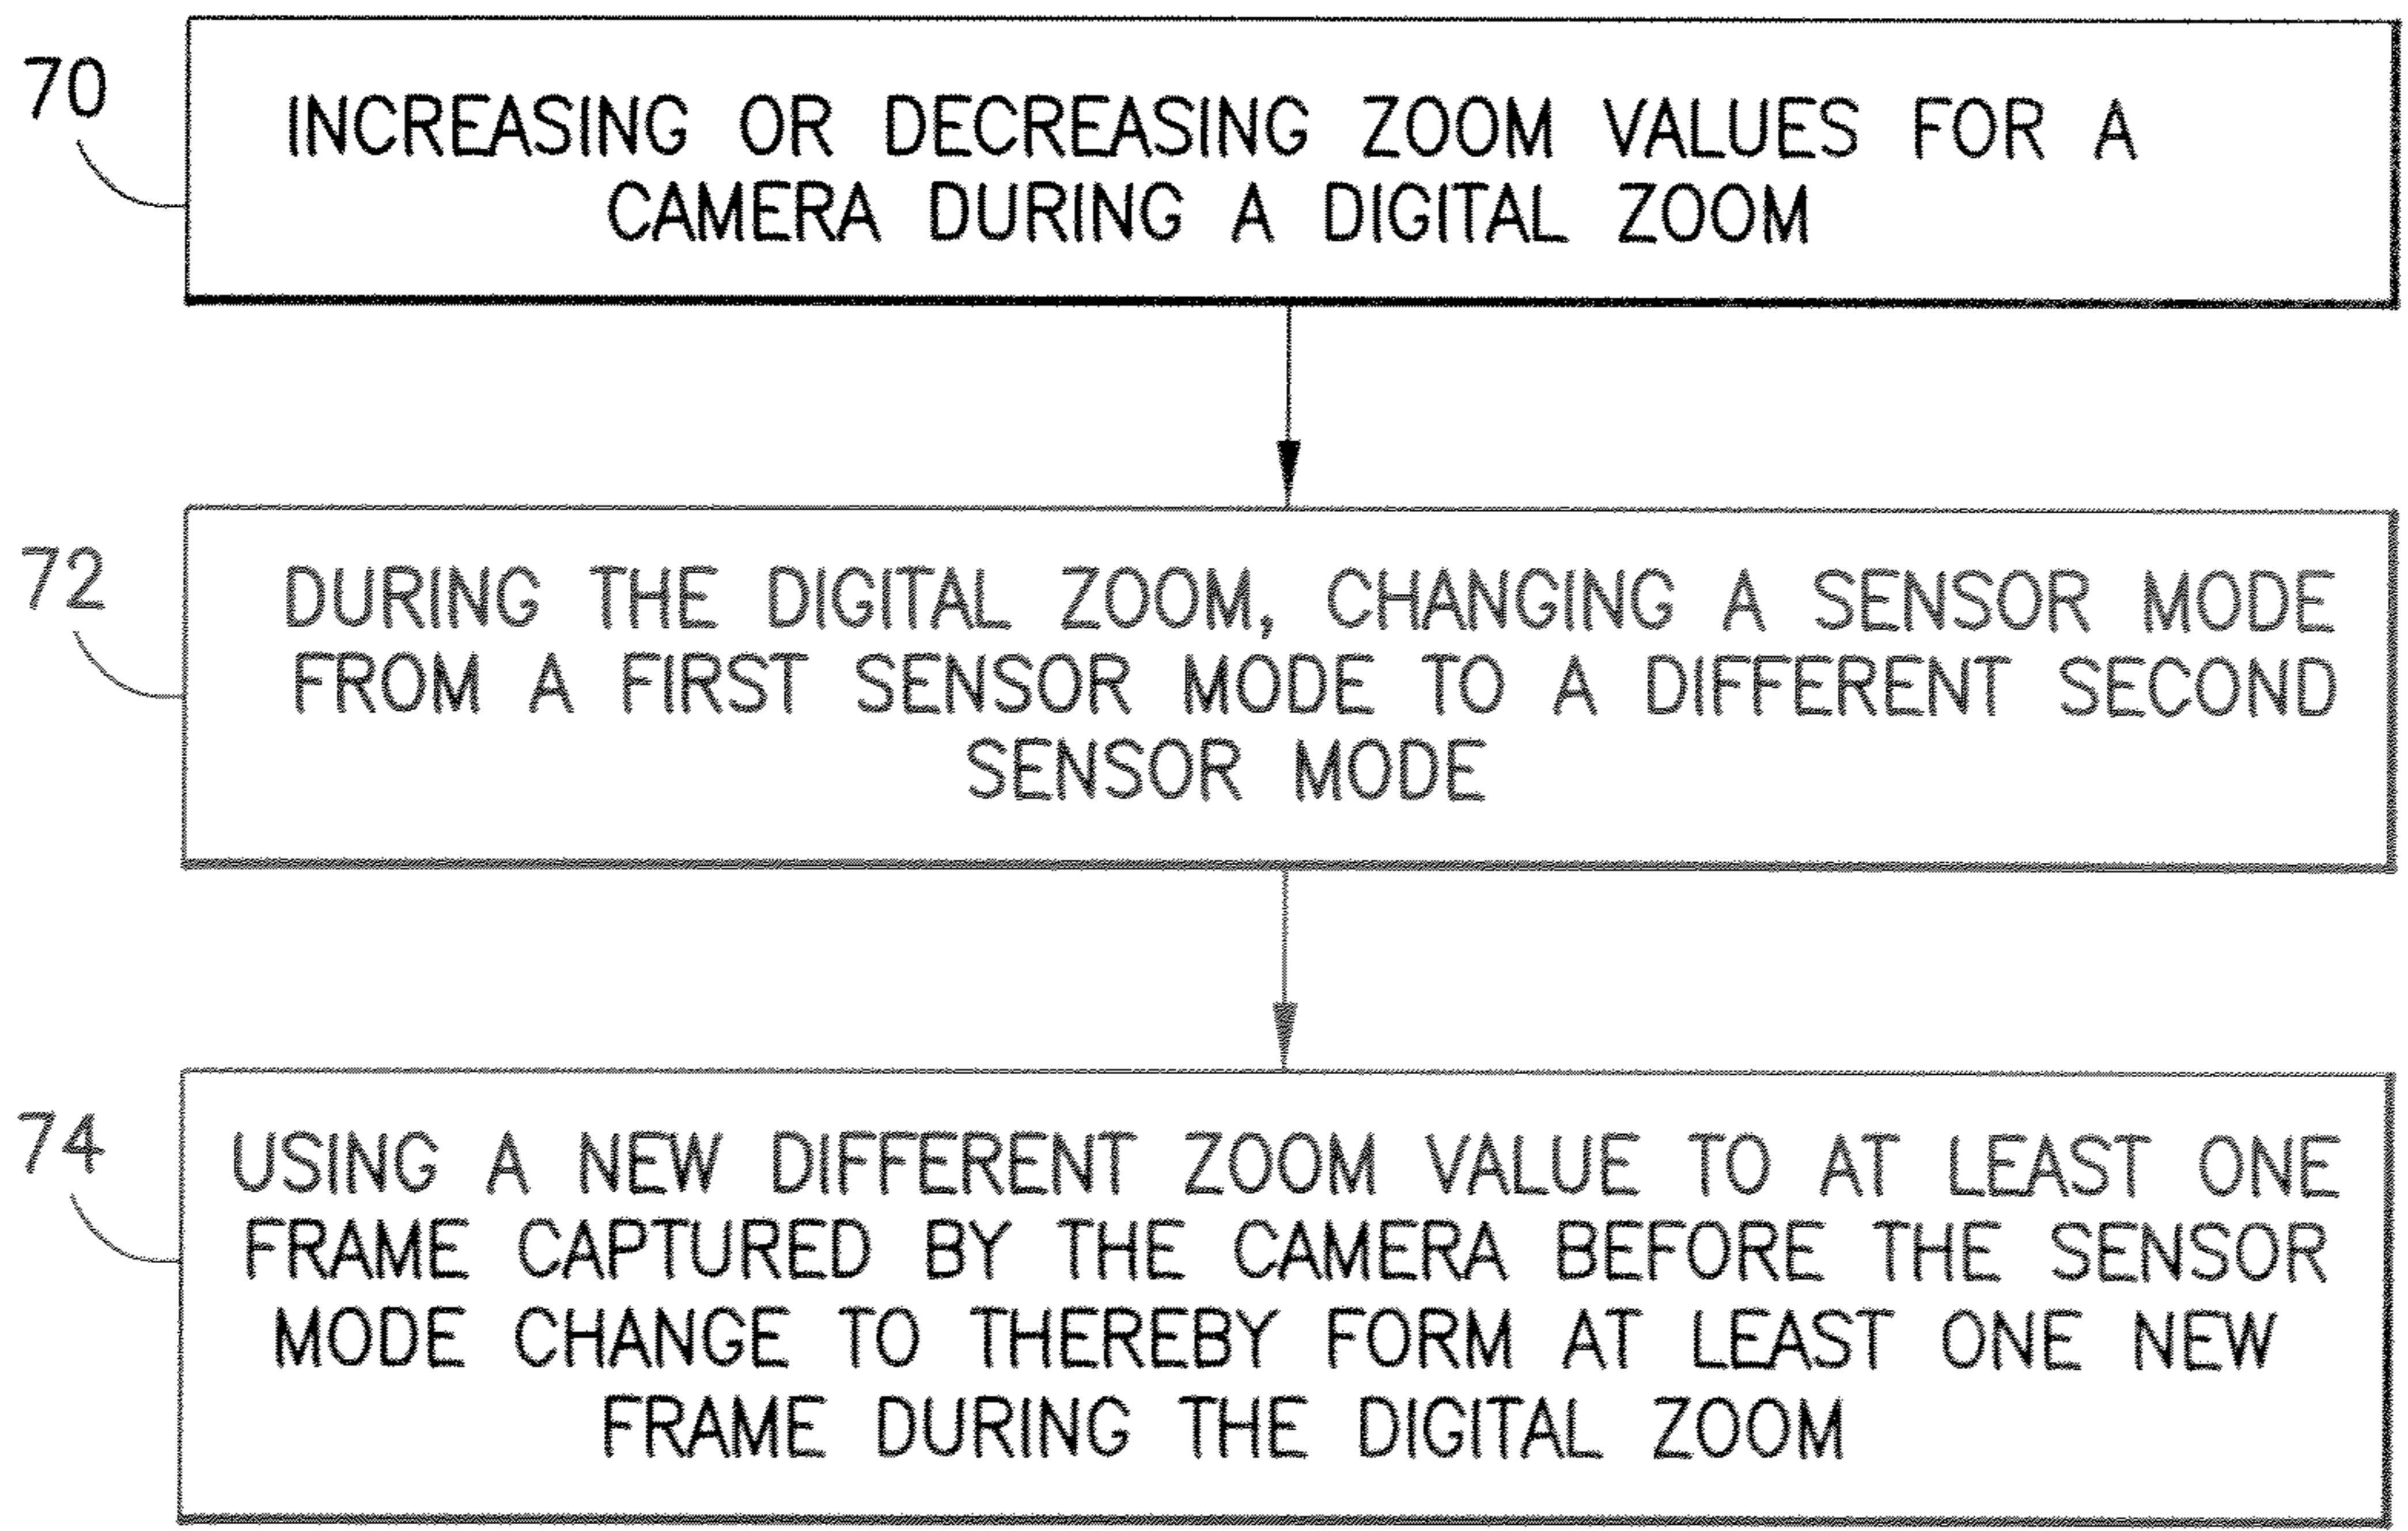 70
INCREASING OR DECREASING ZOOM VALUES FOR A
CAMERA DURING A DIGITAL ZOOM
72
DURING THE DIGITAL ZOOM, CHANGING A SENSOR MODE
FROM A FIRST SENSOR MODE TO A DIFFERENT SECOND
SENSOR MODE
74
USING A NEW DIFFERENT ZOOM VALUE TO AT LEAST ONE
FRAME CAPTURED BY THE CAMERA BEFORE THE SENSOR
MODE CHANGE TO THEREBY FORM AT LEAST ONE NEW
FRAME DURING THE DIGITAL ZOOM